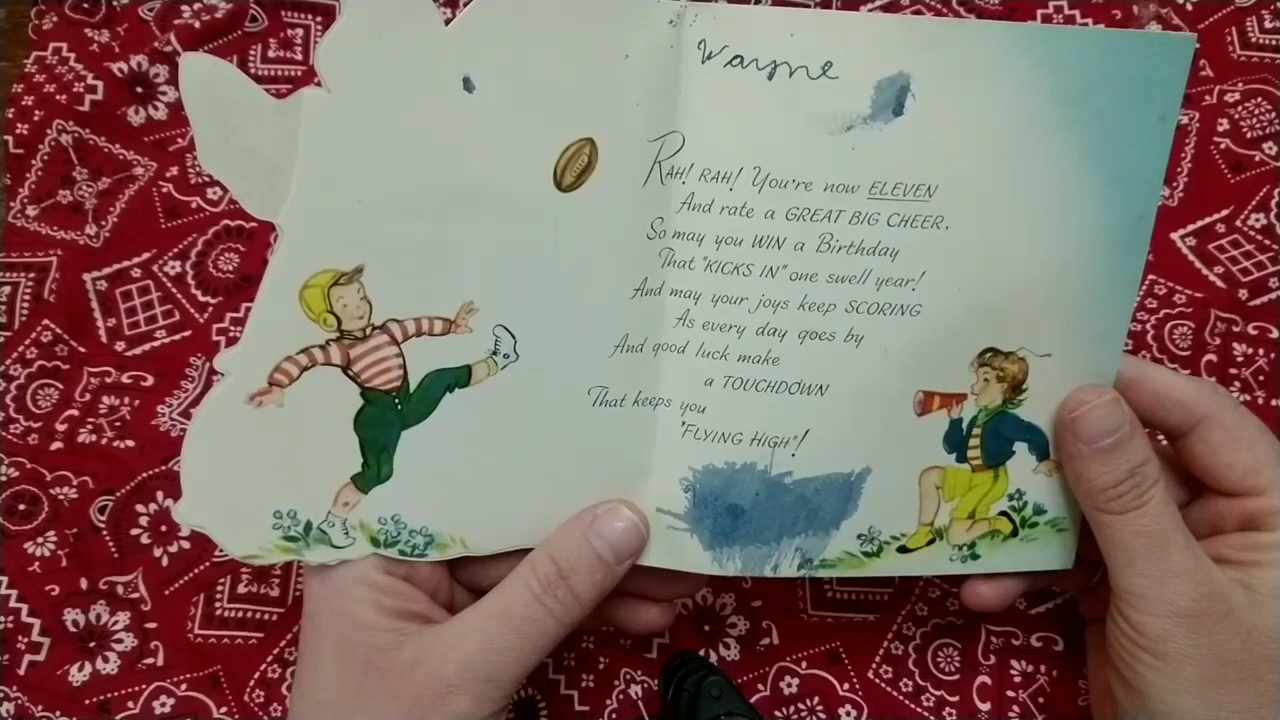 Wayne
RAH! RAH! You're now ELEVEN
And rate a GREAT BIG CHEER,
So may you WIN a Birthday
That "KICKS IN" one swell year!
And may your joys keep SCORING
As every day goes by
And good luck make
a TOUCHDOWN
That keeps you
"FLYING HIGH"!